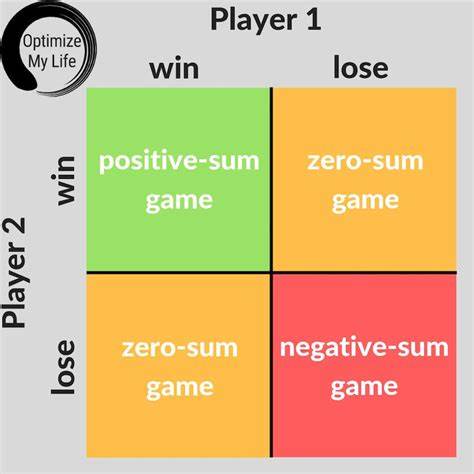 Optimize
My Life
Player 1
win
lose
Player 2
win
positive-sum
game
zero-sum
game
lose
zero-sum
game
negative-sum
game